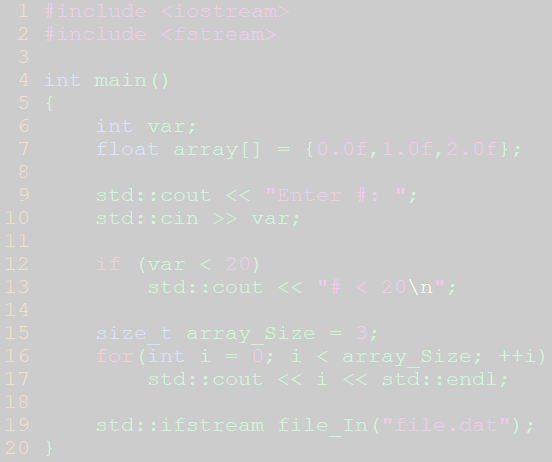 1 #include <iostream>
2 #include <fstream>
3
4 int main()
5 {
6     int var;
7     float array[] = {0.0f,1.0f,2.0f};
8
9     std::cout << "Enter #: ";
10     std::cin >> var;
11
12     if (var < 20)
13         std::cout << "# < 20\n";
14
15     size_t array_Size = 3;
16     for(int i = 0; i < array_Size; ++i)
17         std::cout << i << std::endl;
18
19     std::ifstream file_In("file.dat");
20 }